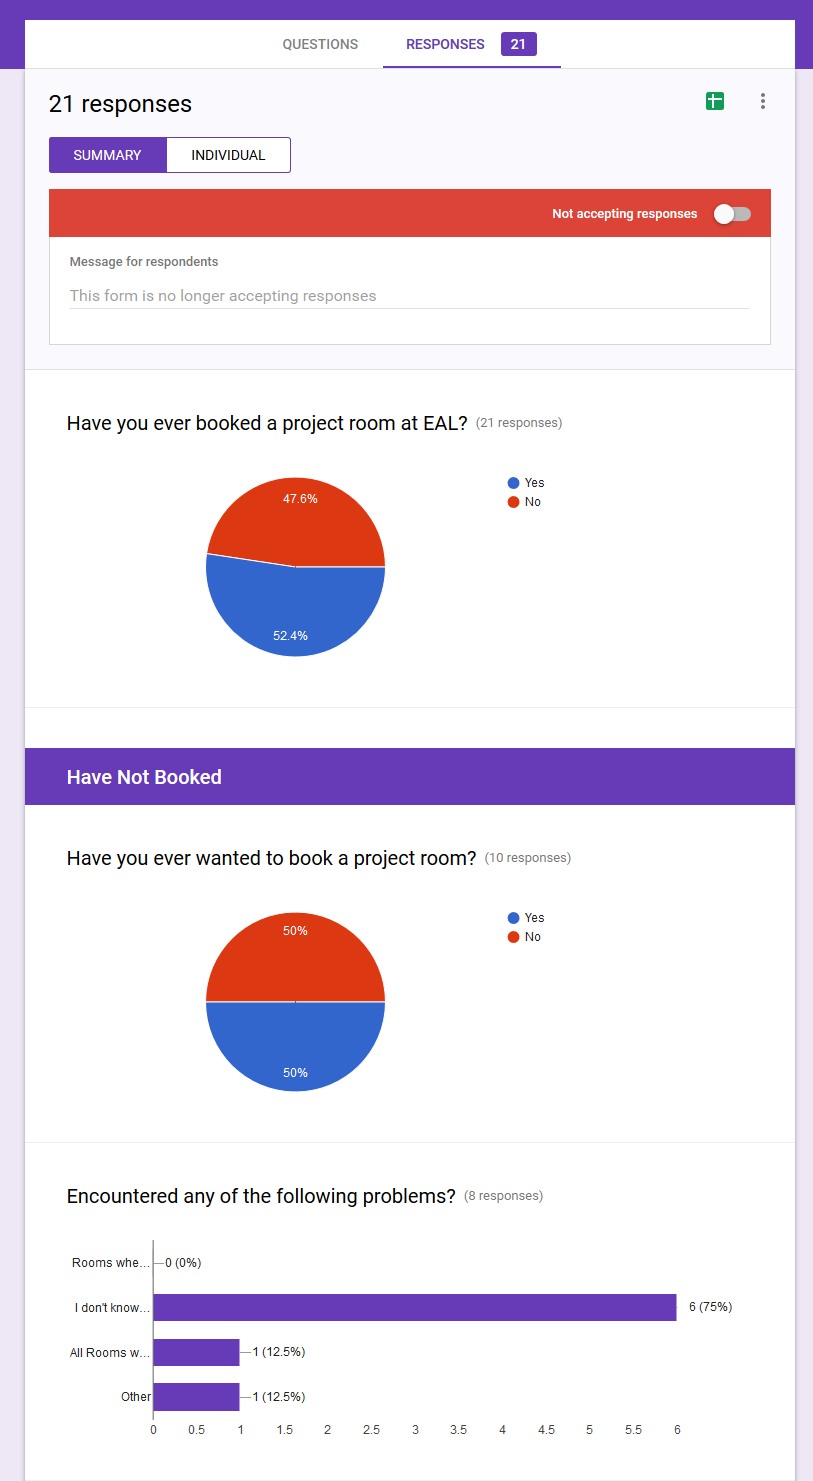 QUESTIONS RESPONSES 21
21 responses
SUMMARY INDIVIDUAL
Not accepting responses
Message for respondents
This form is no longer accepting responses
Have you ever booked a project room at EAL? (21 responses)
47.6%
52.4%
Yes
No
Have Not Booked
Have you ever wanted to book a project room? (10 responses)
50%
50%
Yes
No
Encountered any of the following problems? (8 responses)
Rooms whe... 0 (0%)
I don't know... 6 (75%)
All Rooms w... 1 (12.5%)
Other 1 (12.5%)
0 0.5 1 1.5 2 2.5 3 3.5 4 4.5 5 5.5 6